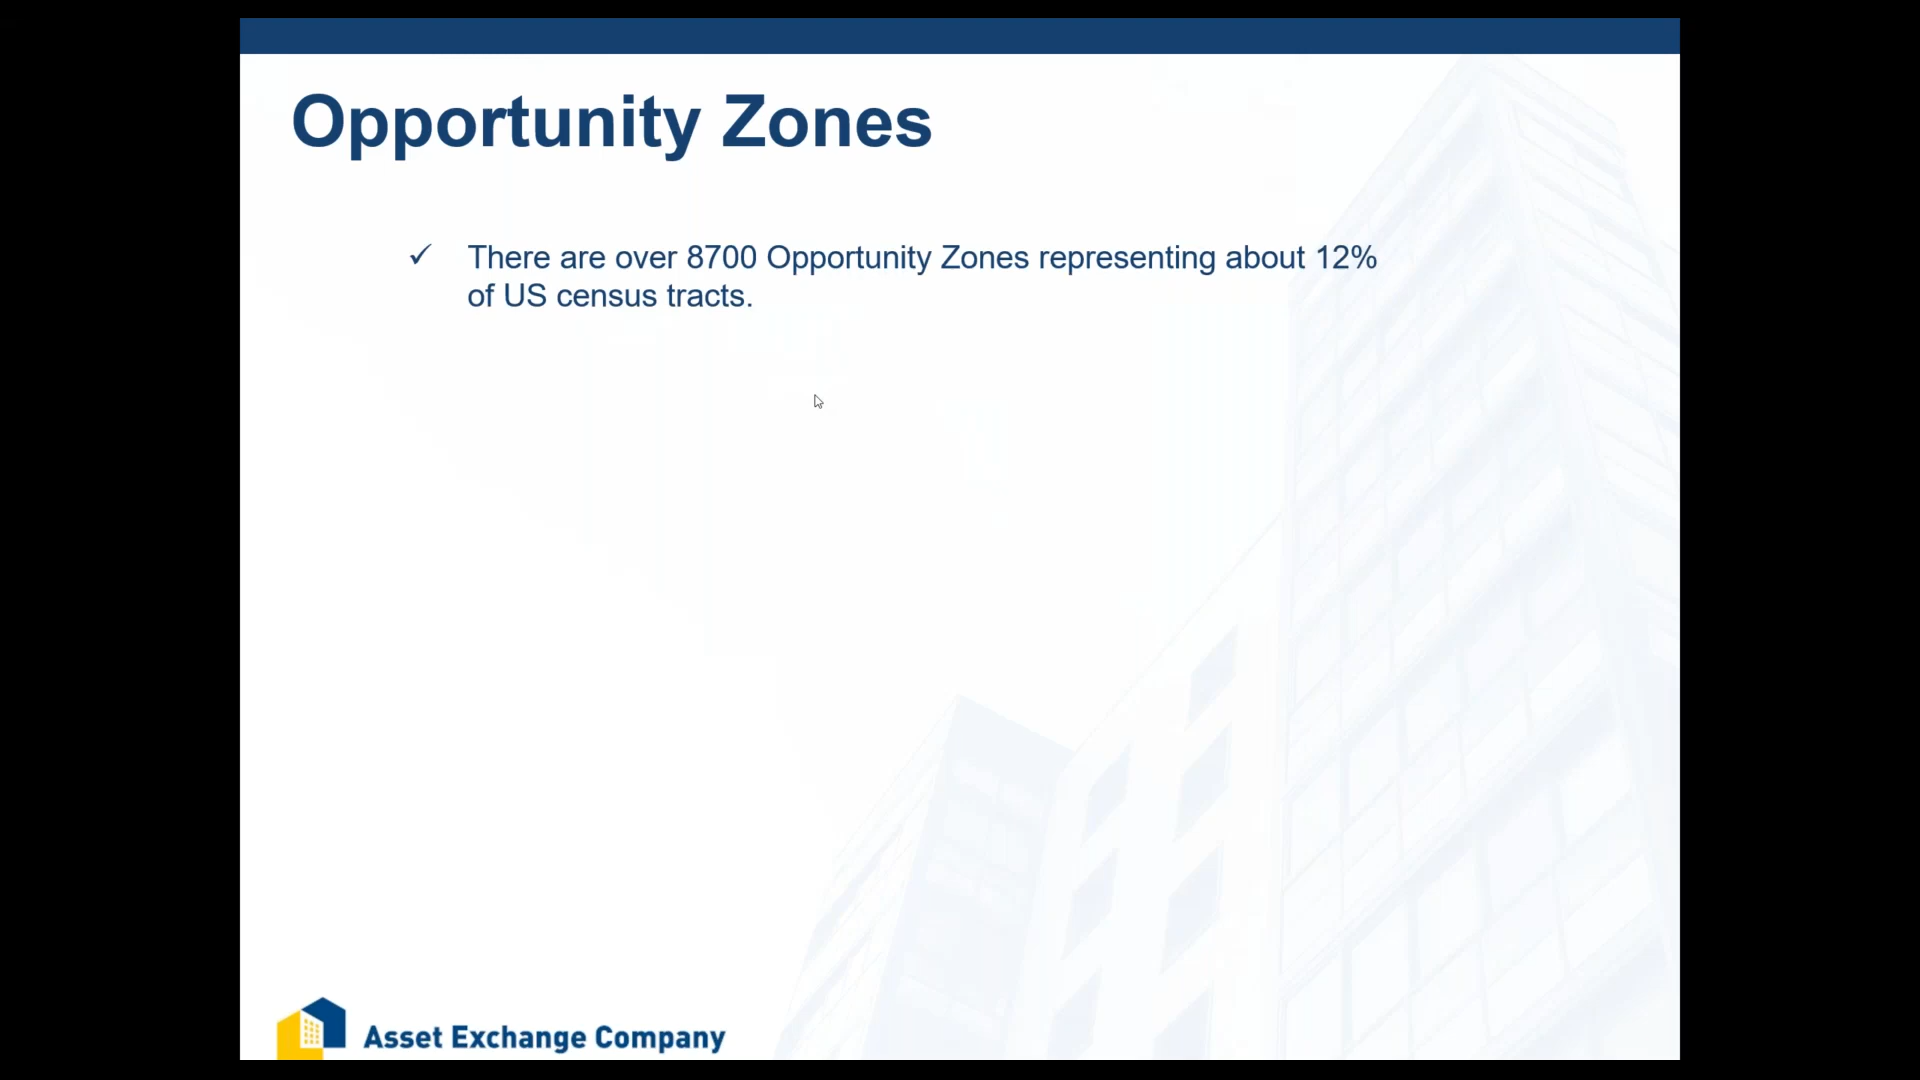 Opportunity Zones
✓ There are over 8700 Opportunity Zones representing about 12%
of US census tracts.
Asset Exchange Company